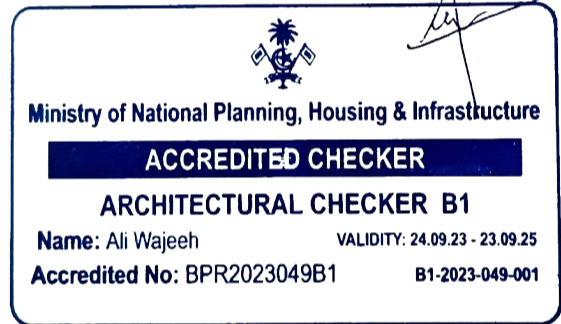 Ministry of National Planning, Housing & Infrastructure
ACCREDITED CHECKER
ARCHITECTURAL CHECKER B1
Name: Ali Wajeeh VALIDITY: 24.09.23 - 23.09.25
Accredited No: BPR2023049B1 B1-2023-049-001